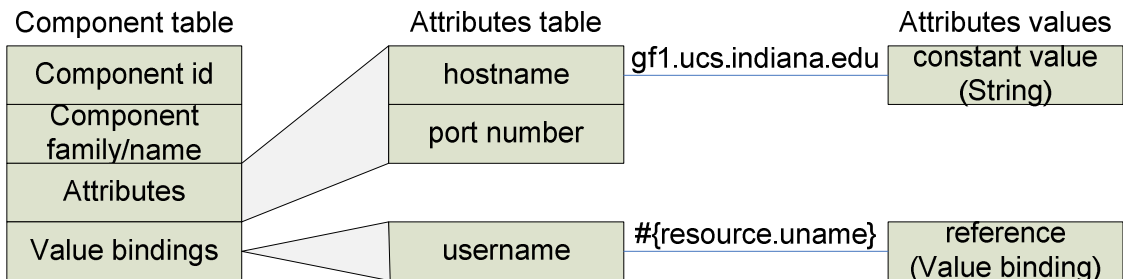 Component table
Component id
Component
family/name
Attributes
Value bindings
Attributes table
hostname
port number
username
gf1.ucs.indiana.edu
#{resource.uname}
Attributes values
constant value
(String)
reference
(Value binding)